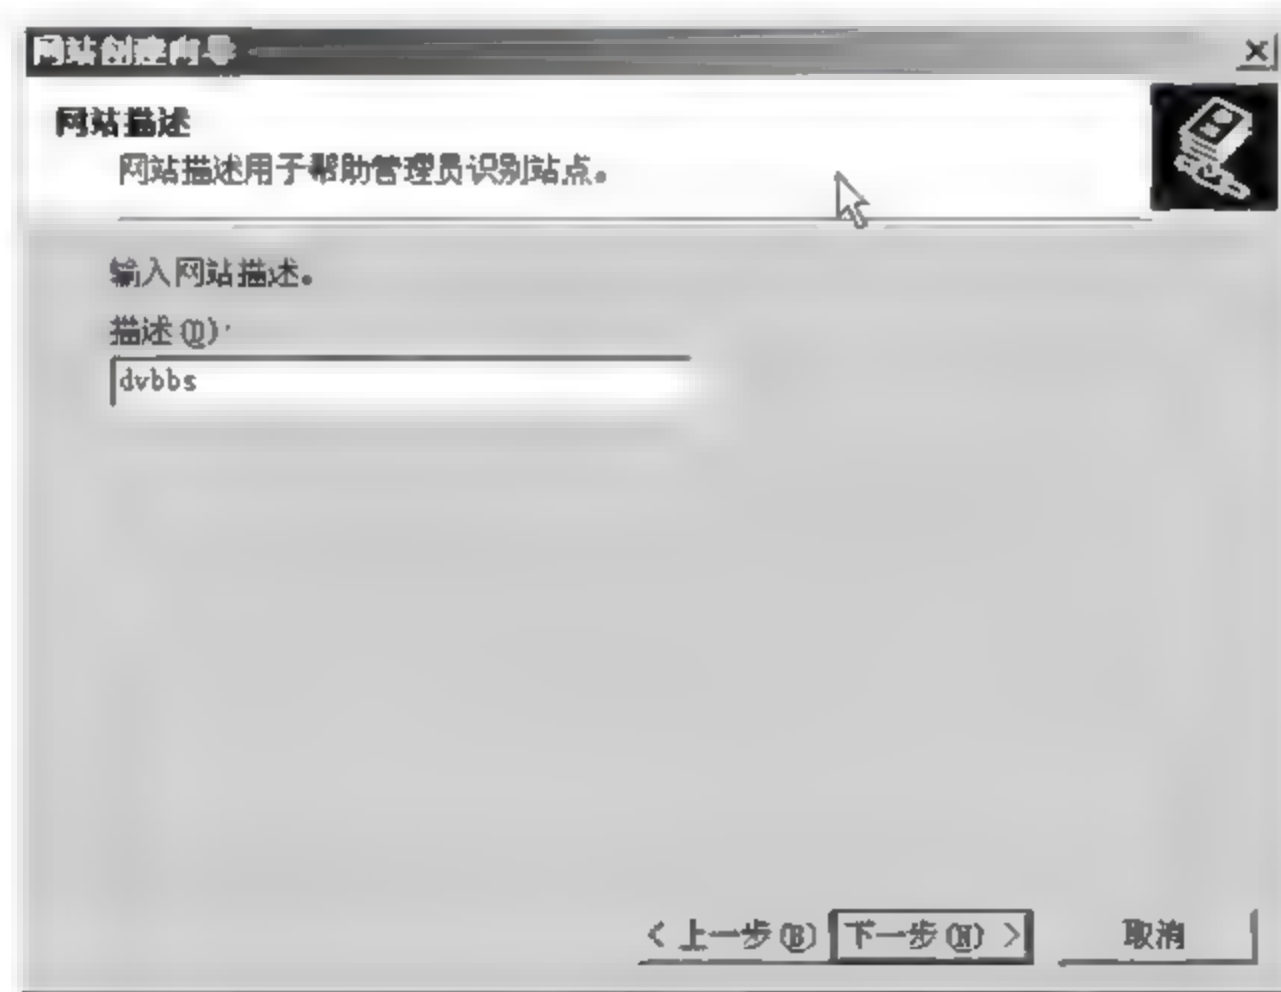 网站创建向导
网站描述
网站描述用于帮助管理员识别站点。
输入网站描述。
描述(D):
dvbbs
< 上一步(B) 下一步(N) > 取消